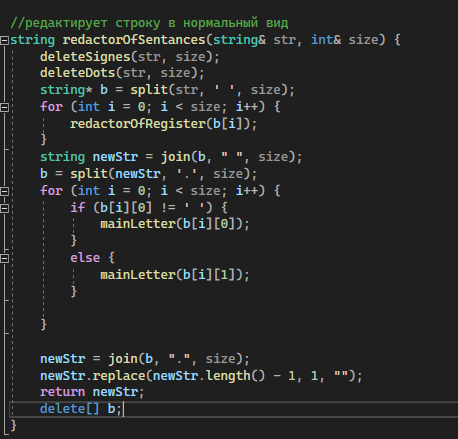 //редактирует строку в нормальный вид
string redactorOfSentances(string& str, int& size) {
deleteSignes(str, size);
deleteDots(str, size);
string* b = split(str, ' ', size);
for (int i = 0; i < size; i++) {
redactorOfRegister(b[i]);
}
string newStr = join(b, " ", size);
b = split(newStr, '.', size);
for (int i = 0; i < size; i++) {
if (b[i][0] != ' ') {
mainLetter(b[i][0]);
}
else {
mainLetter(b[i][1]);
}
}
newStr = join(b, ".", size);
newStr.replace(newStr.length() - 1, 1, "");
return newStr;
delete[] b;
}